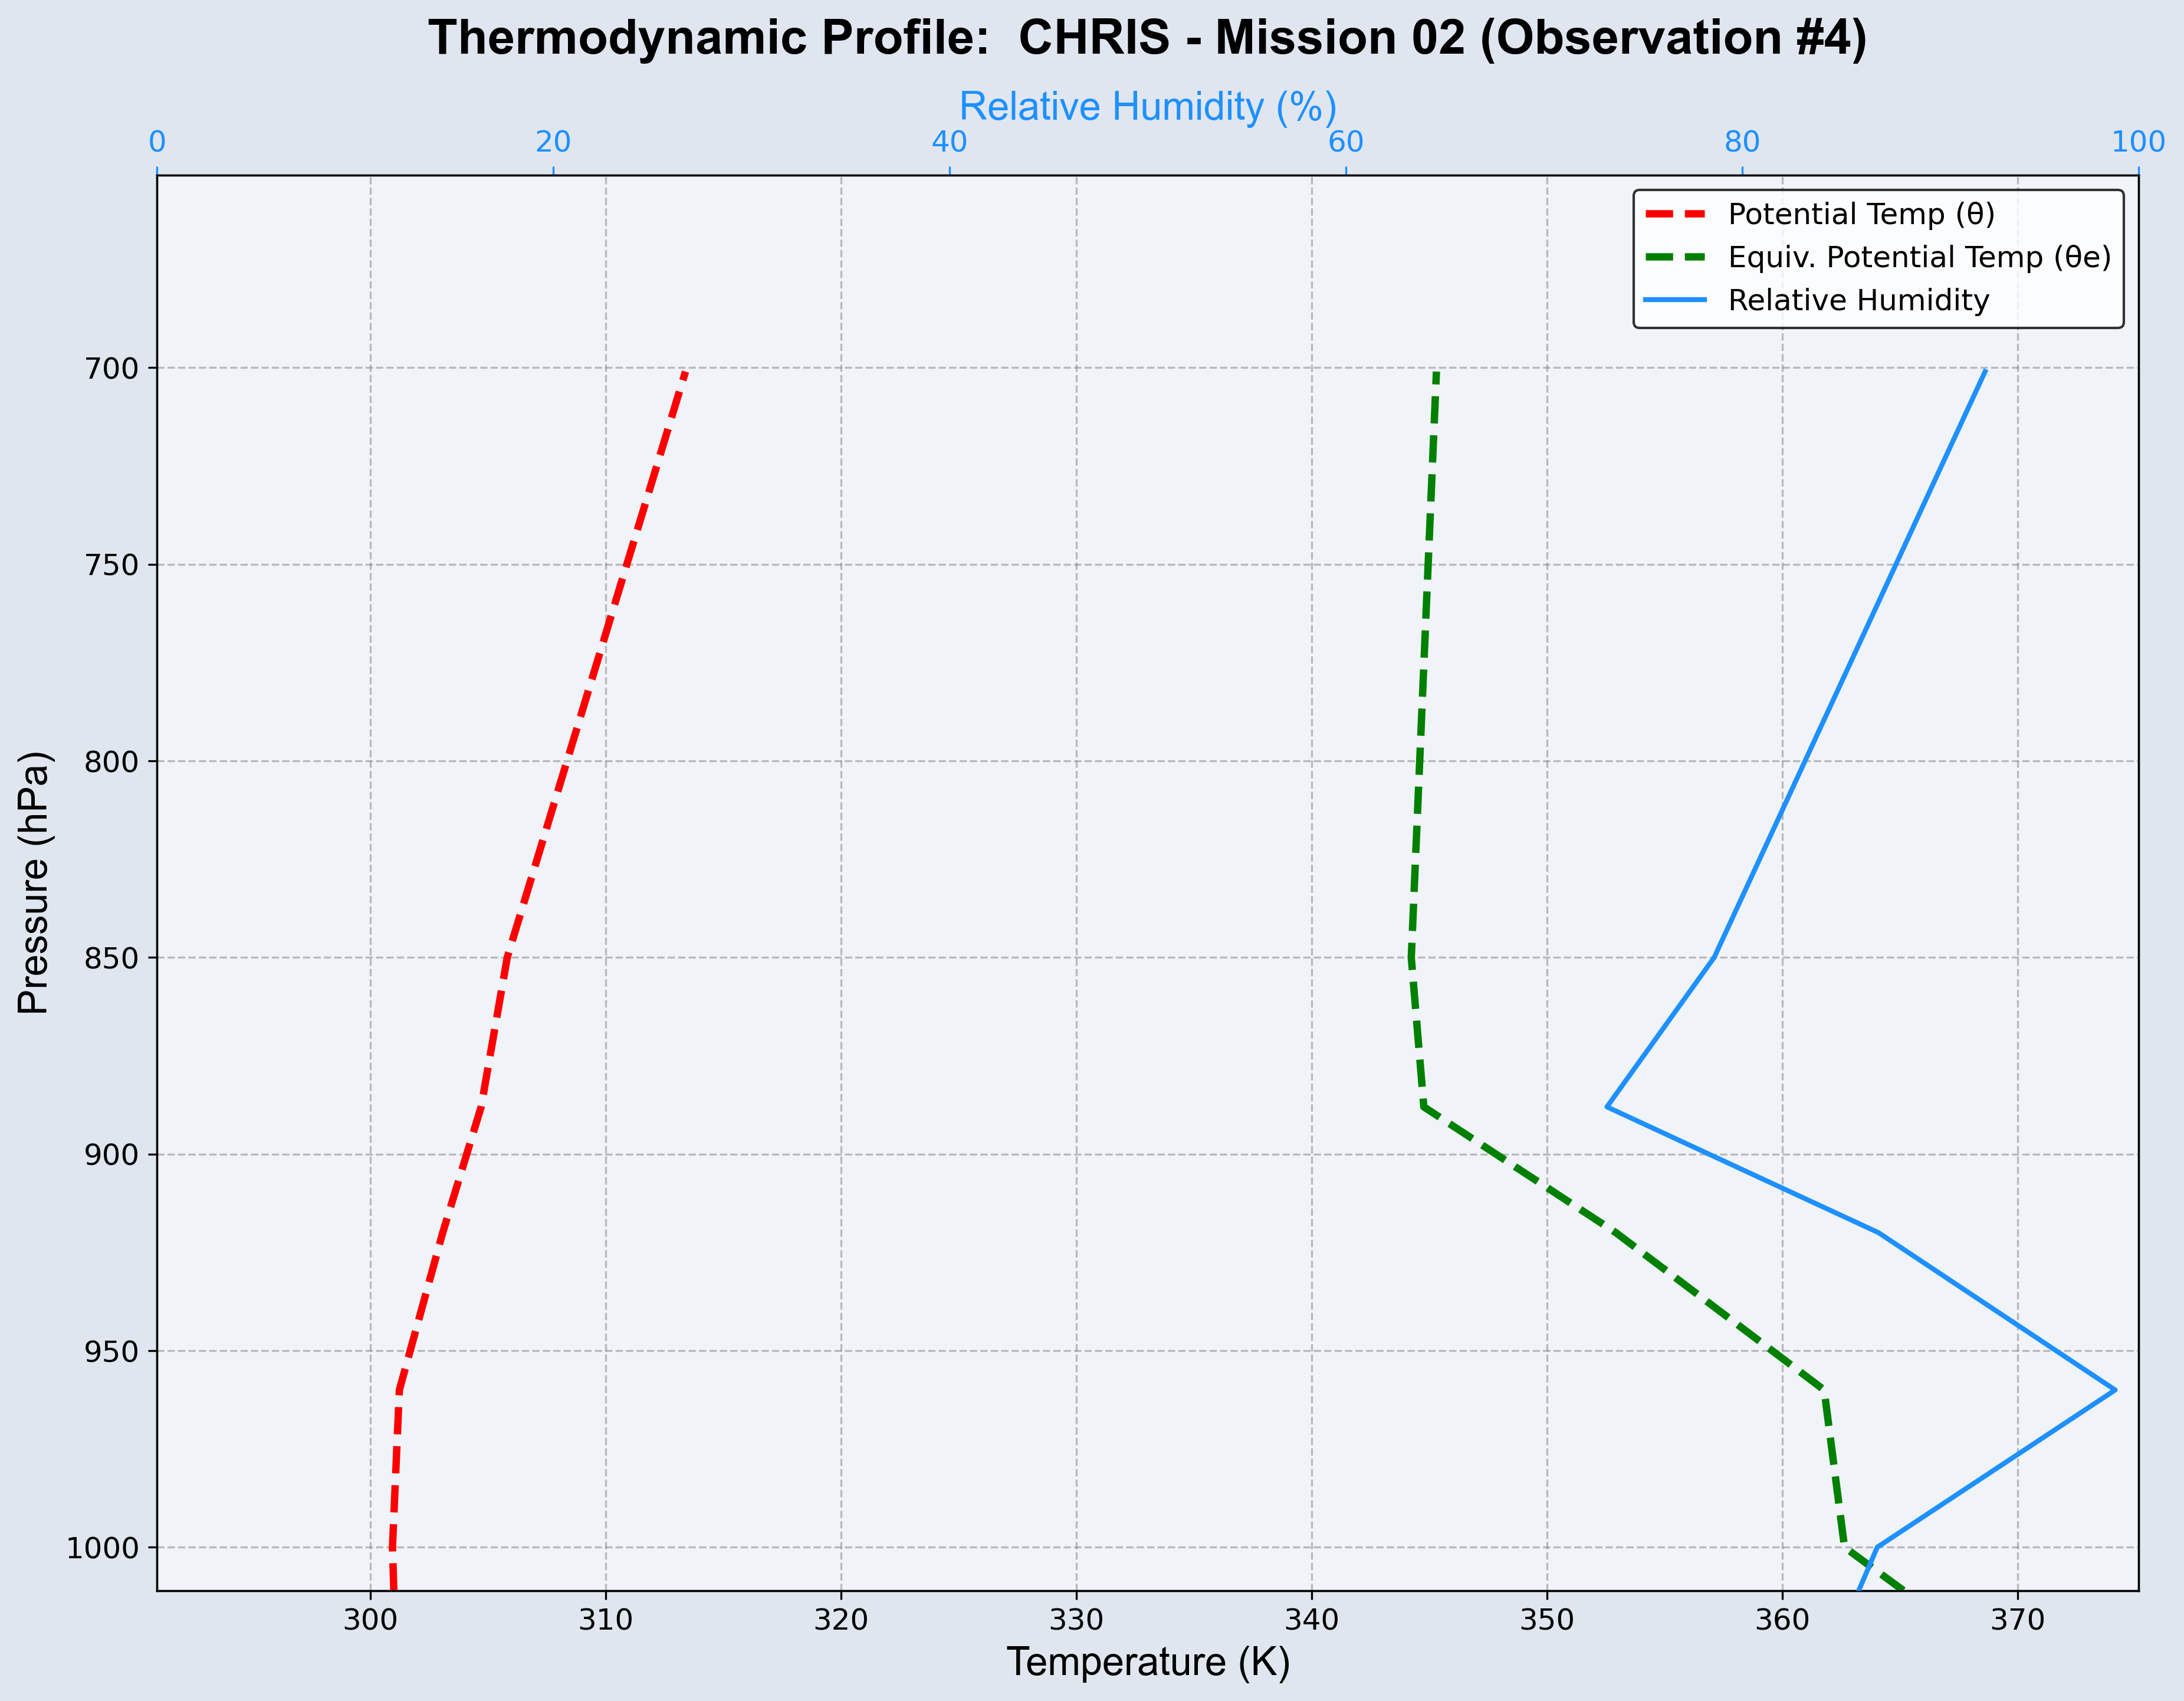 Thermodynamic Profile:  CHRIS - Mission 02 (Observation #4)
Relative Humidity (%)
0 20 40 60 80 100
Potential Temp (θ)
Equiv. Potential Temp (θe)
Relative Humidity
700
750
800
850
900
950
1000
Pressure (hPa)
300 310 320 330 340 350 360 370
Temperature (K)